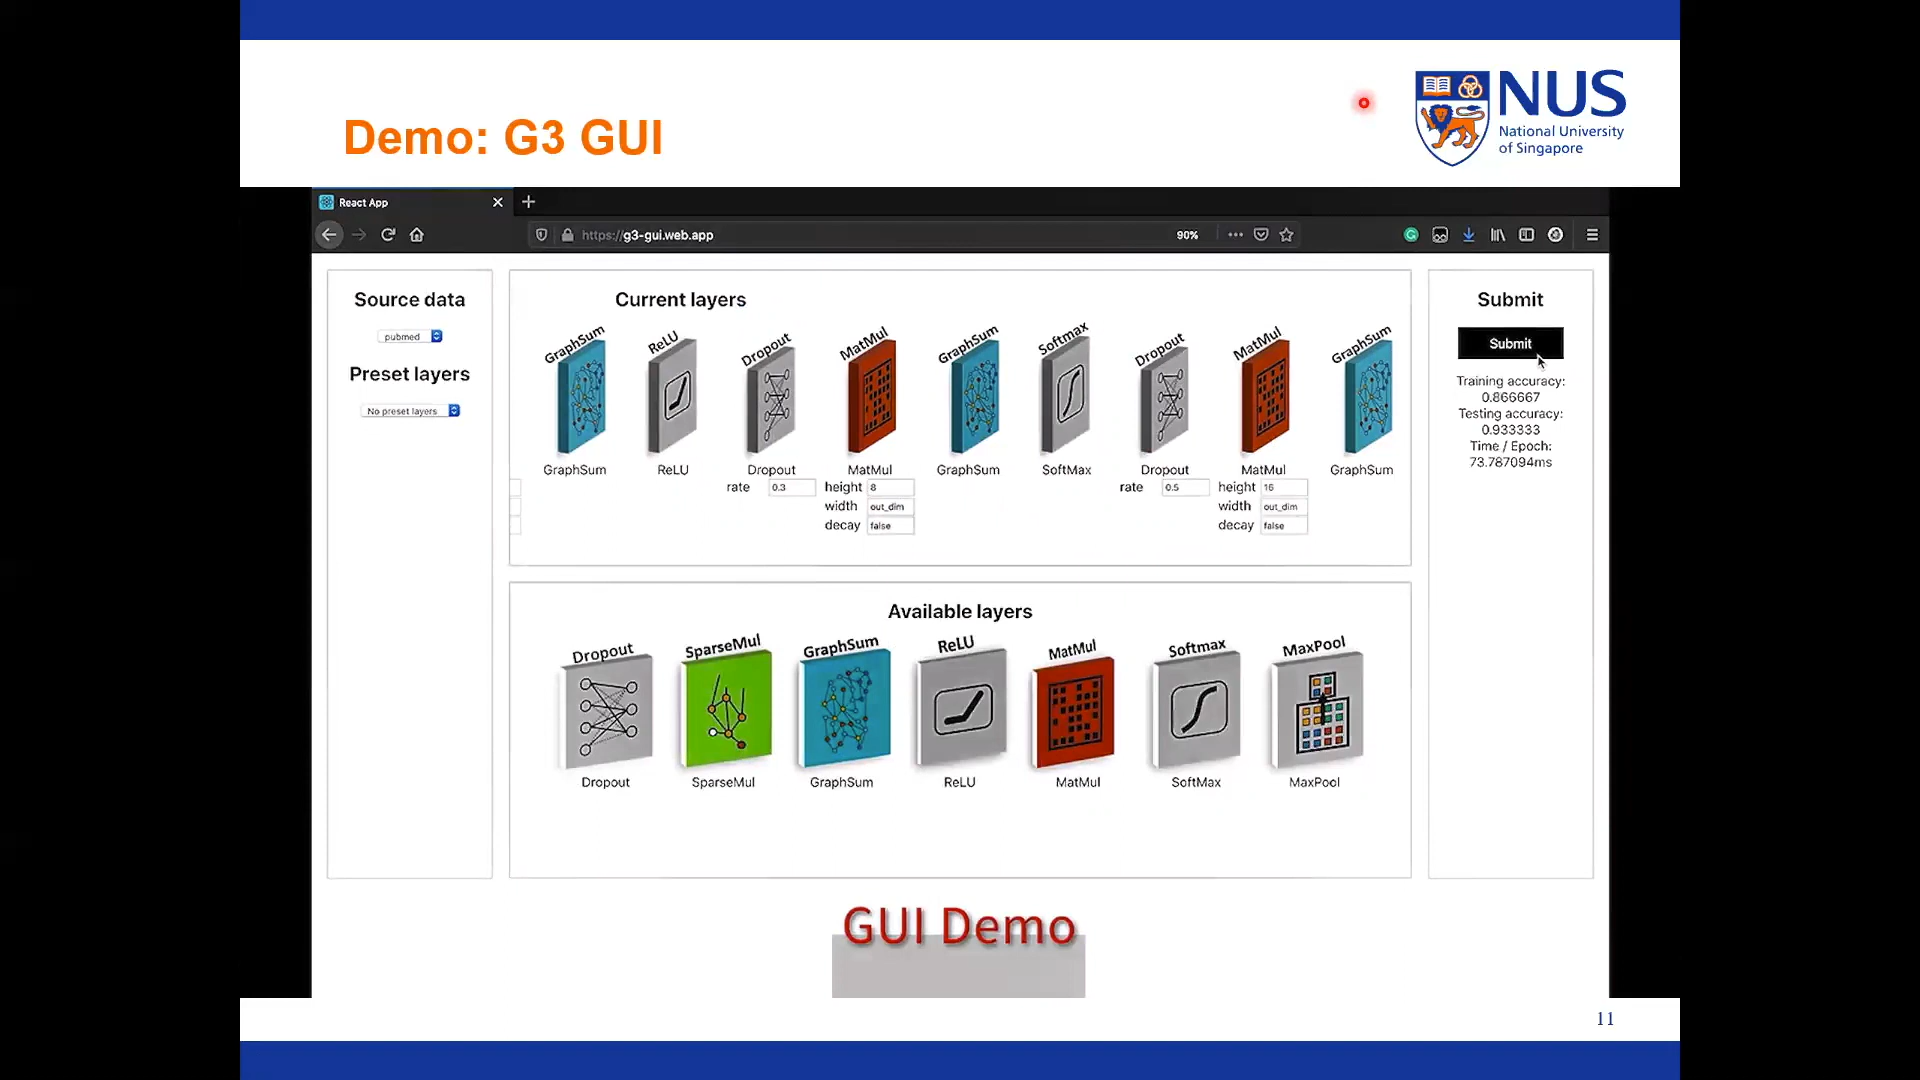 NUS
National University
of Singapore
Demo: G3 GUI
React App
https://g3-gui.web.app
90%
Source data
pubmed
Preset layers
No preset layers
Current layers
GraphSum ReLU Dropout MatMul GraphSum Softmax Dropout MatMul GraphSum
GraphSum ReLU Dropout MatMul GraphSum SoftMax Dropout MatMul GraphSum
rate 0.3 height 8 rate 0.5 height 16
width out_dim width out_dim
decay false decay false
Submit
Submit
Training accuracy:
0.866667
Testing accuracy:
0.933333
Time / Epoch:
73.787094ms
Available layers
Dropout SparseMul GraphSum ReLU MatMul Softmax MaxPool
Dropout SparseMul GraphSum ReLU MatMul SoftMax MaxPool
GUI Demo
11